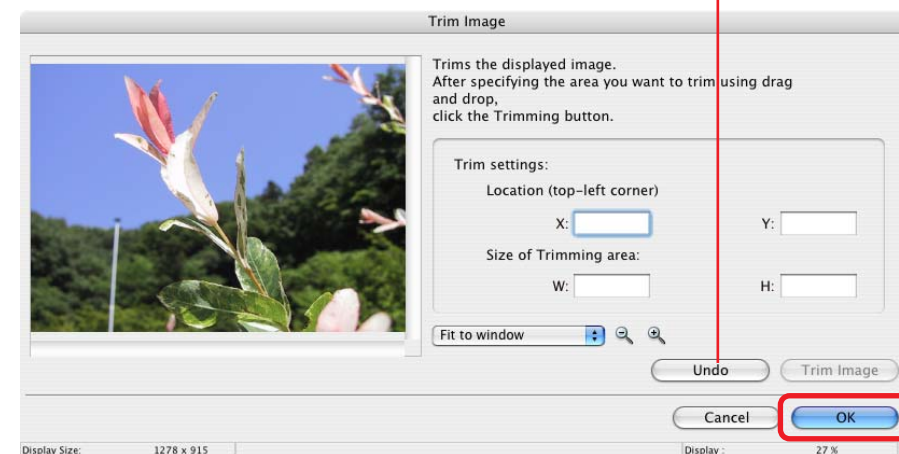 Trim Image
Trims the displayed image.
After specifying the area you want to trim using drag
and drop,
click the Trimming button.
Trim settings:
Location (top-left corner)
X:
Y:
Size of Trimming area:
W:
H:
Fit to window
Undo
Trim Image
Cancel
OK
Display Size: 1278 x 915 Display : 27 %